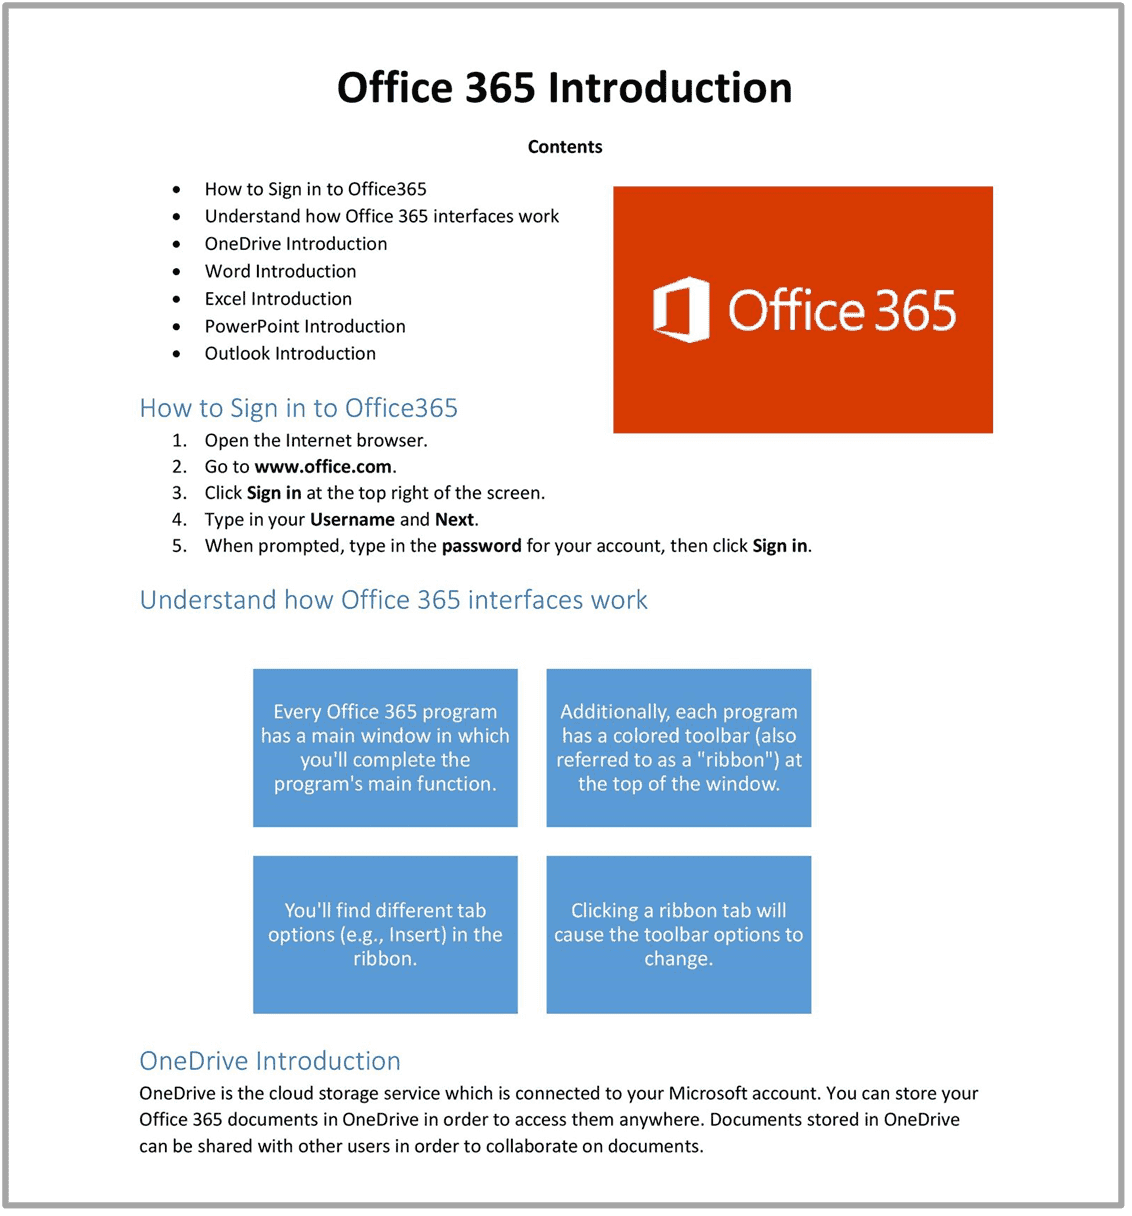 Office 365 Introduction
Contents
• How to Sign in to Office365
• Understand how Office 365 interfaces work
• OneDrive Introduction
• Word Introduction
• Excel Introduction
• PowerPoint Introduction
• Outlook Introduction
Office 365
How to Sign in to Office365
1. Open the Internet browser.
2. Go to www.office.com.
3. Click Sign in at the top right of the screen.
4. Type in your Username and Next.
5. When prompted, type in the password for your account, then click Sign in.
Understand how Office 365 interfaces work
Every Office 365 program
has a main window in which
you'll complete the
program's main function.
Additionally, each program
has a colored toolbar (also
referred to as a "ribbon") at
the top of the window.
You'll find different tab
options (e.g., Insert) in the
ribbon.
Clicking a ribbon tab will
cause the toolbar options to
change.
OneDrive Introduction
OneDrive is the cloud storage service which is connected to your Microsoft account. You can store your
Office 365 documents in OneDrive in order to access them anywhere. Documents stored in OneDrive
can be shared with other users in order to collaborate on documents.